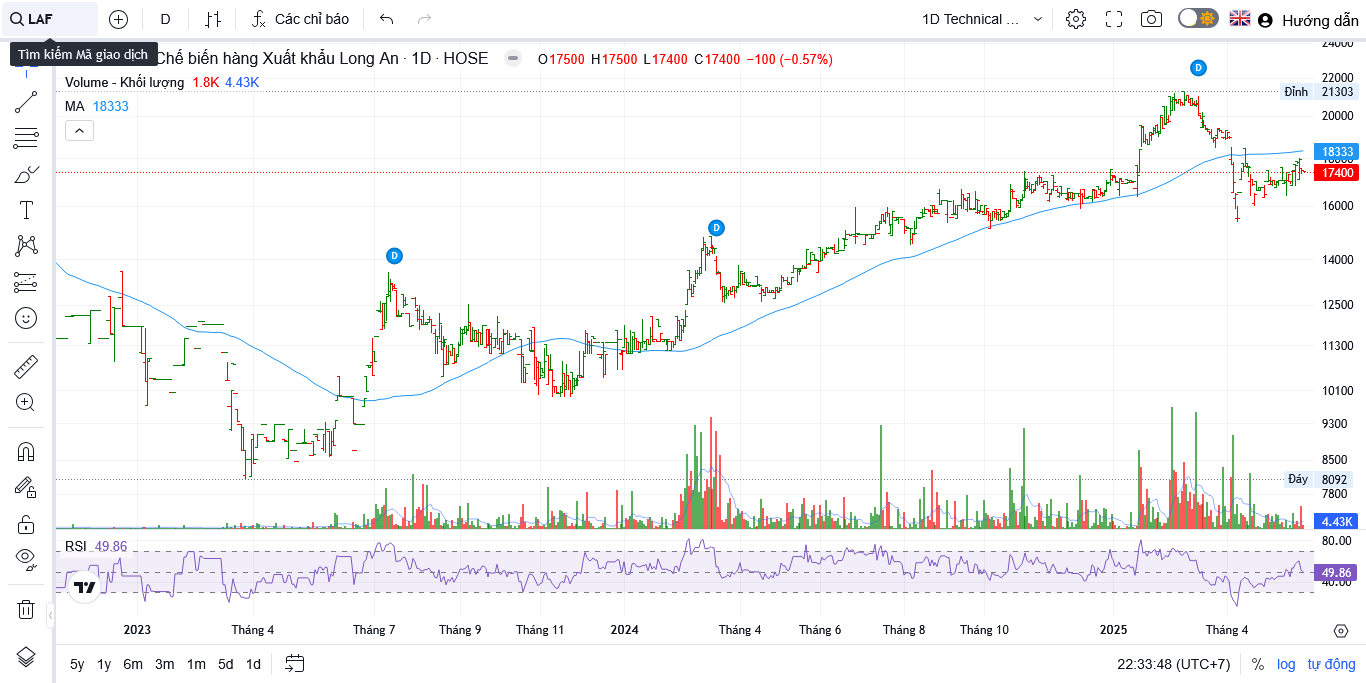 LAF
D
Các chỉ báo
1D Technical ...
Hướng dẫn
Tìm kiếm Mã giao dịch
Chế biến hàng Xuất khẩu Long An · 1D · HOSE
O17500 H17500 L17400 C17400 −100 (−0.57%)
Volume - Khối lượng 1.8K 4.43K
MA 18333
D
D
D
24000
22000
Đỉnh 21303
20000
18333
18000
17400
16000
14000
12500
11300
10100
9300
8500
Đáy 8092
7800
4.43K
RSI 49.86
80.00
49.86
40.00
2023
Tháng 4
Tháng 7
Tháng 9
Tháng 11
2024
Tháng 4
Tháng 6
Tháng 8
Tháng 10
2025
Tháng 4
5y 1y 6m 3m 1m 5d 1d
22:33:48 (UTC+7)
% log tự động